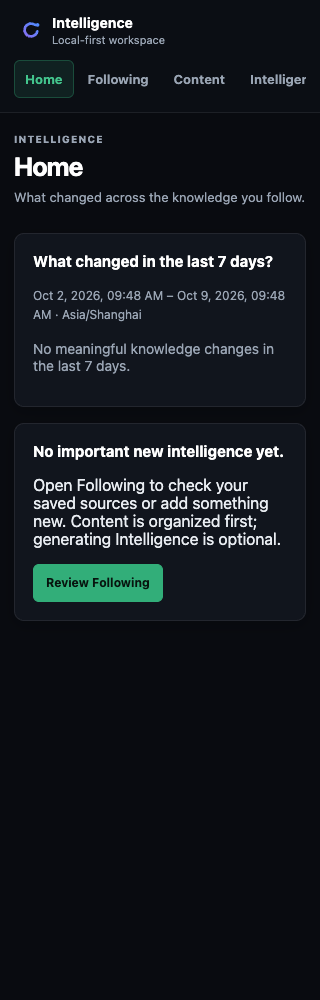 Intelligence
Local-first workspace
Home Following Content Intelliger
INTELLIGENCE
Home
What changed across the knowledge you follow.
What changed in the last 7 days?
Oct 2, 2026, 09:48 AM – Oct 9, 2026, 09:48
AM · Asia/Shanghai
No meaningful knowledge changes in
the last 7 days.
No important new intelligence yet.
Open Following to check your
saved sources or add something
new. Content is organized first;
generating Intelligence is optional.
Review Following